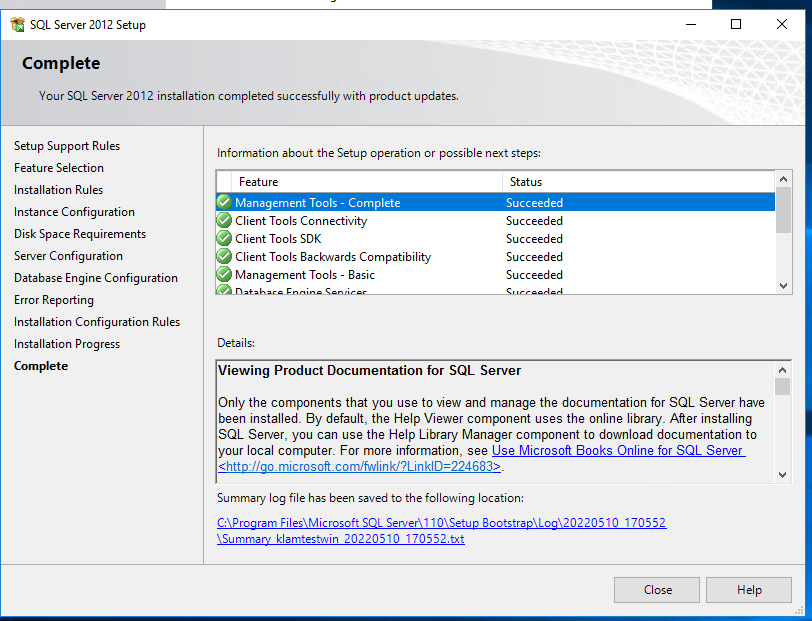 SQL Server 2012 Setup
Complete
Your SQL Server 2012 installation completed successfully with product updates.
Setup Support Rules
Feature Selection
Installation Rules
Instance Configuration
Disk Space Requirements
Server Configuration
Database Engine Configuration
Error Reporting
Installation Configuration Rules
Installation Progress
Complete
Information about the Setup operation or possible next steps:
Feature Status
Management Tools - Complete Succeeded
Client Tools Connectivity Succeeded
Client Tools SDK Succeeded
Client Tools Backwards Compatibility Succeeded
Management Tools - Basic Succeeded
Database Engine Services Succeeded
Details:
Viewing Product Documentation for SQL Server
Only the components that you use to view and manage the documentation for SQL Server have
been installed. By default, the Help Viewer component uses the online library. After installing
SQL Server, you can use the Help Library Manager component to download documentation to
your local computer. For more information, see Use Microsoft Books Online for SQL Server
<http://go.microsoft.com/fwlink/?LinkID=224683>.
Summary log file has been saved to the following location:
C:\Program Files\Microsoft SQL Server\110\Setup Bootstrap\Log\20220510_170552
\Summary_klamtestwin_20220510_170552.txt
Close Help